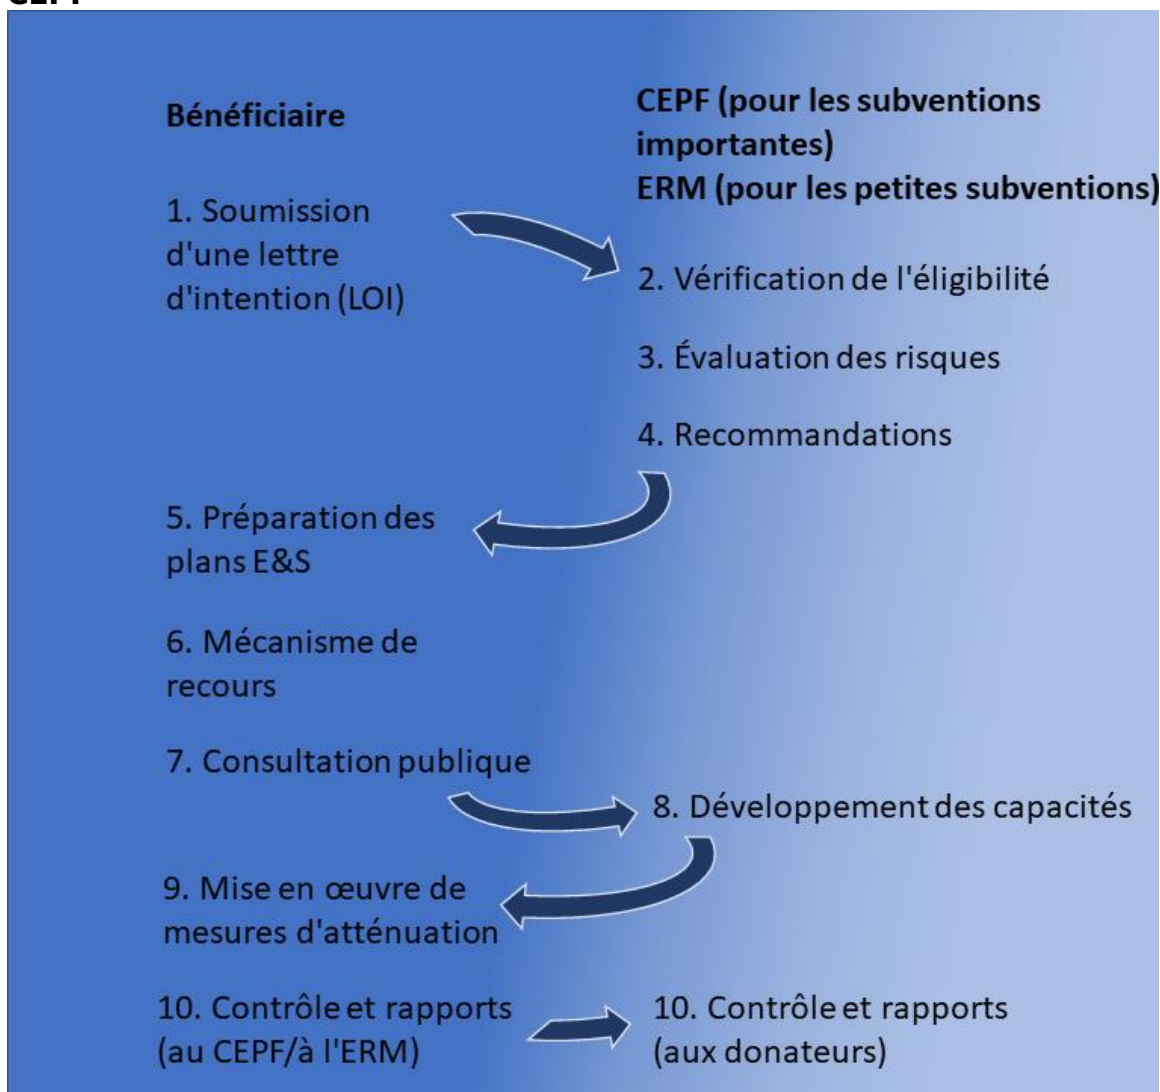 Bénéficiaire
CEPF (pour les subventions
importantes)
ERM (pour les petites subventions)
1. Soumission
d'une lettre
d'intention (LOI)
2. Vérification de l'éligibilité
3. Évaluation des risques
4. Recommandations
5. Préparation des
plans E&S
6. Mécanisme de
recours
7. Consultation publique
8. Développement des capacités
9. Mise en œuvre de
mesures d'atténuation
10. Contrôle et rapports
(au CEPF/à l'ERM)
10. Contrôle et rapports
(aux donateurs)